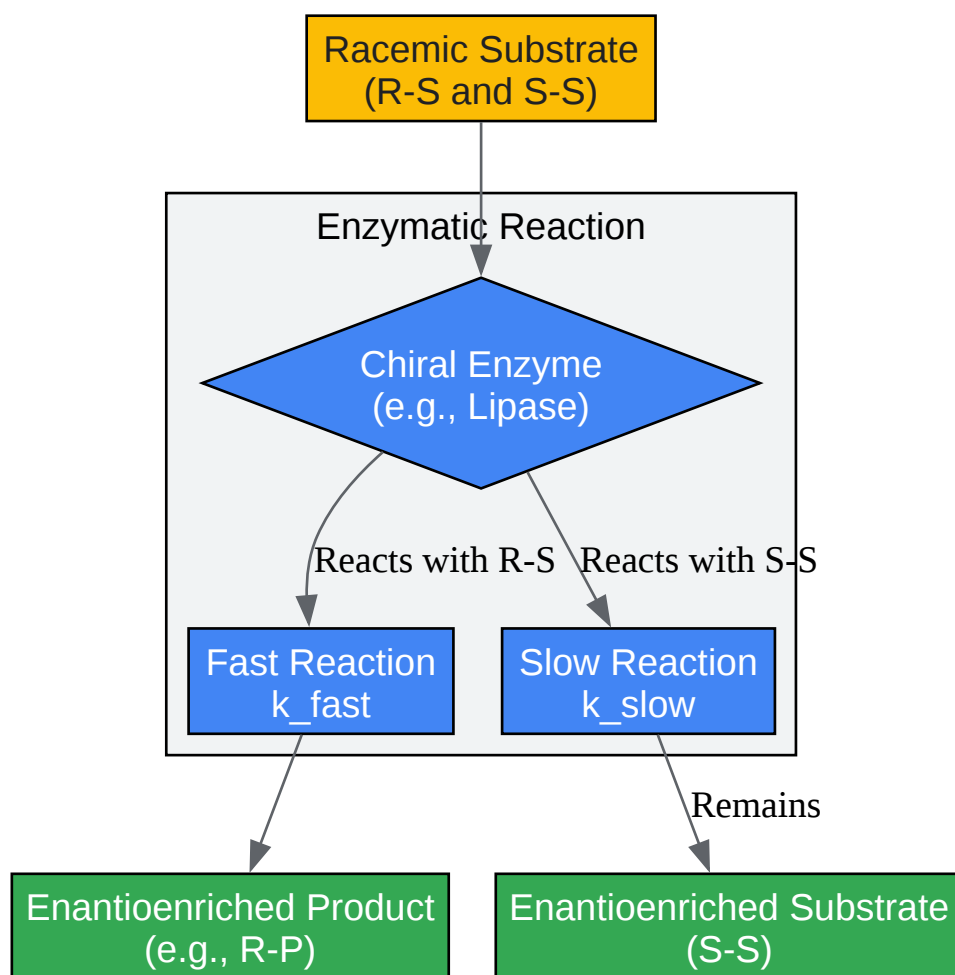 Racemic Substrate
(R-S and S-S)
Enzymatic Reaction
Chiral Enzyme
(e.g., Lipase)
Reacts with R-S
Reacts with S-S
Fast Reaction
k_fast
Slow Reaction
k_slow
Remains
Enantioenriched Product
(e.g., R-P)
Enantioenriched Substrate
(S-S)